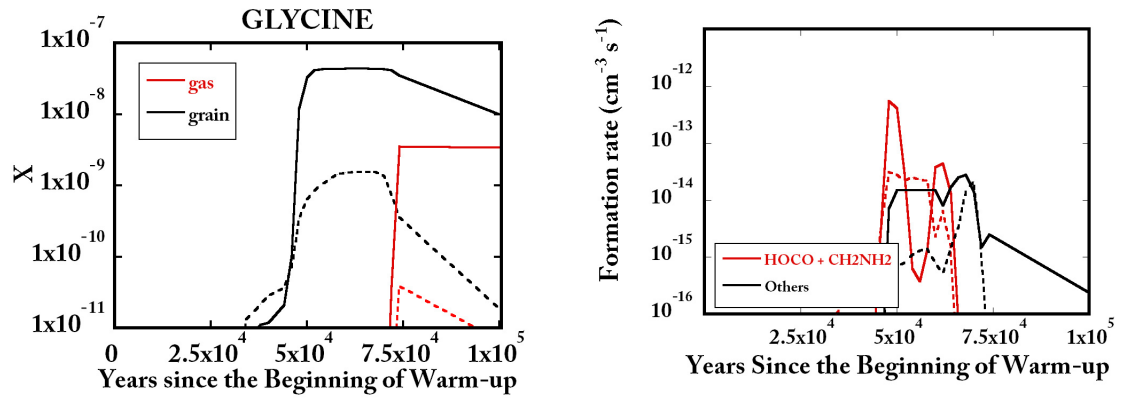 GLYCINE
1x10^-7
1x10^-8
1x10^-9
1x10^-10
1x10^-11
X
gas
grain
0 2.5x10^4 5x10^4 7.5x10^4 1x10^5
Years since the Beginning of Warm-up
Formation rate (cm^-3 s^-1)
10^-12
10^-13
10^-14
10^-15
10^-16
HOCO + CH2NH2
Others
2.5x10^4 5x10^4 7.5x10^4 1x10^5
Years Since the Beginning of Warm-up